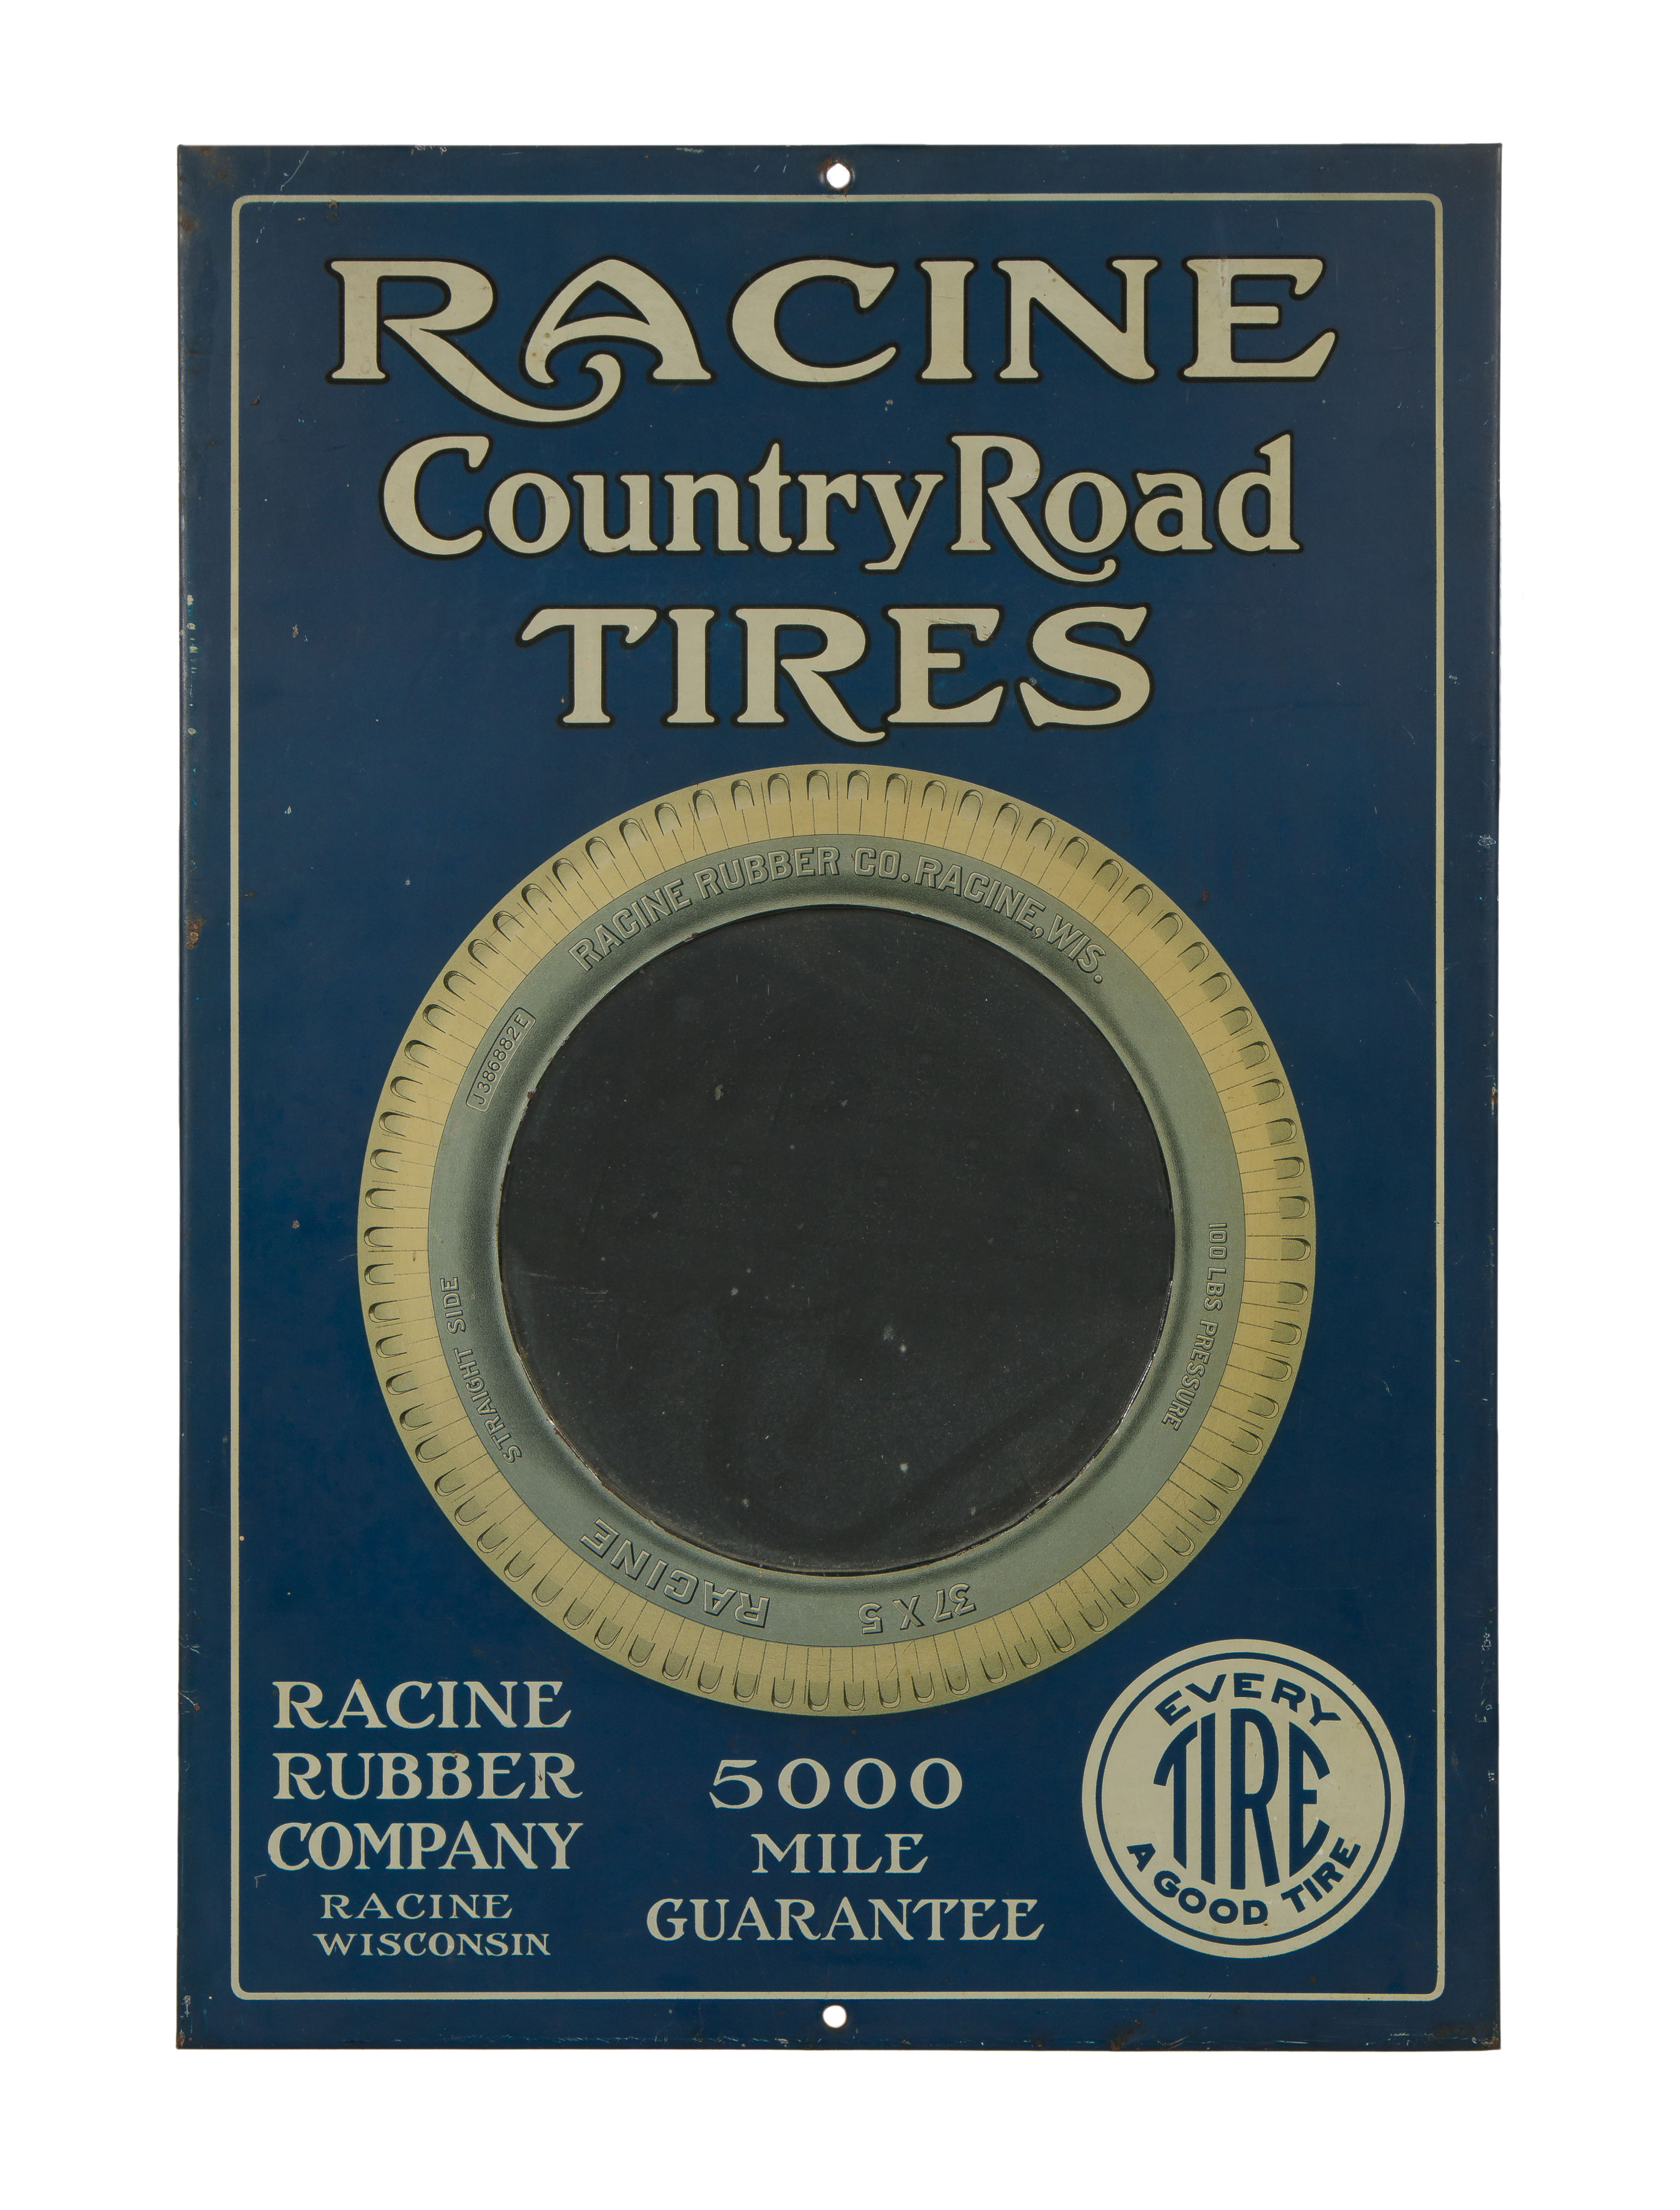 RACINE
Country Road
TIRES
RACINE RUBBER CO. RACINE, WIS.
J386882E
100 LBS PRESSURE
STRAIGHT SIDE
RACINE
37 X 5
RACINE
RUBBER
COMPANY
RACINE
WISCONSIN
5000
MILE
GUARANTEE
EVERY
TIRE
A GOOD TIRE